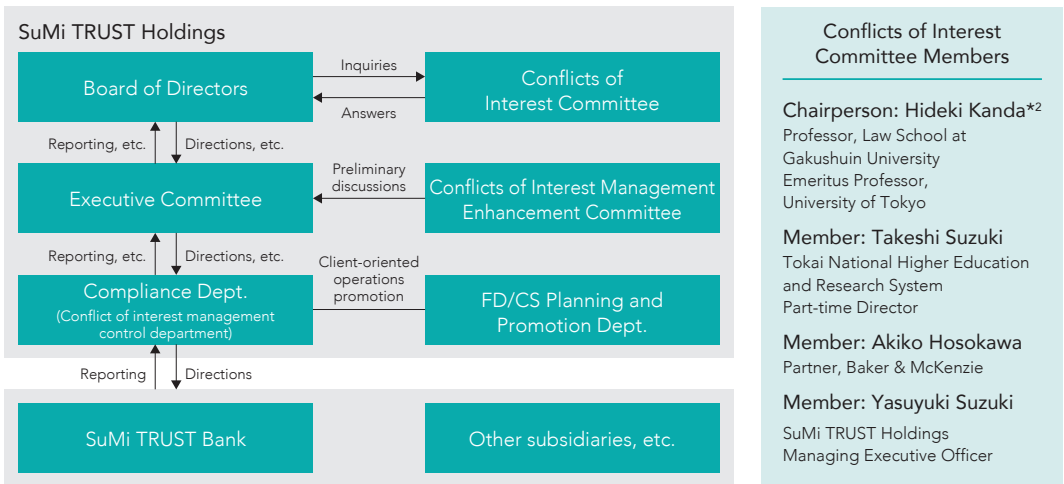 SuMi TRUST Holdings
Board of Directors
Inquiries
Answers
Conflicts of
Interest Committee
Reporting, etc.
Directions, etc.
Executive Committee
Preliminary
discussions
Conflicts of Interest Management
Enhancement Committee
Reporting, etc.
Directions, etc.
Compliance Dept.
(Conflict of interest management
control department)
Client-oriented
operations
promotion
FD/CS Planning and
Promotion Dept.
Reporting
Directions
SuMi TRUST Bank
Other subsidiaries, etc.
Conflicts of Interest
Committee Members
Chairperson: Hideki Kanda*2
Professor, Law School at
Gakushuin University
Emeritus Professor,
University of Tokyo
Member: Takeshi Suzuki
Tokai National Higher Education
and Research System
Part-time Director
Member: Akiko Hosokawa
Partner, Baker & McKenzie
Member: Yasuyuki Suzuki
SuMi TRUST Holdings
Managing Executive Officer